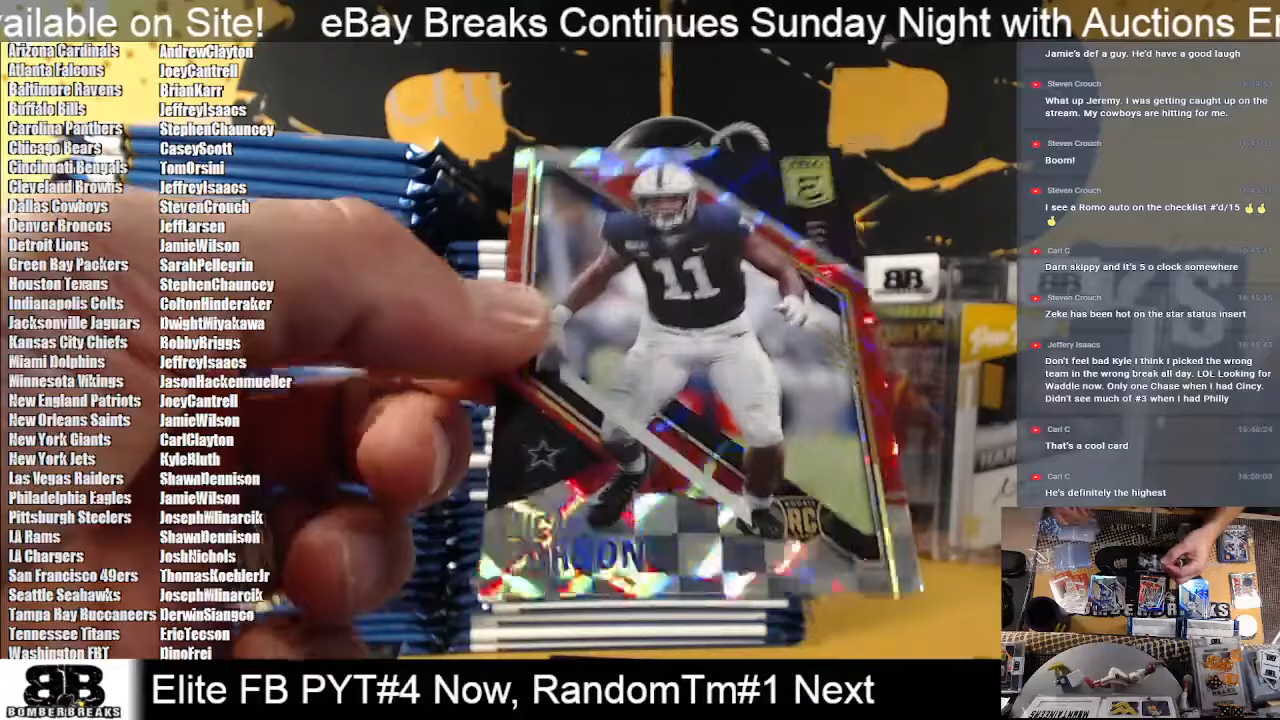 ailable on Site! eBay Breaks Continues Sunday Night with Auctions E
Arizona Cardinals AndrewClayton
Atlanta Falcons JoeyCantrell
Baltimore Ravens BrianKarr
Buffalo Bills JeffreyIsaacs
Carolina Panthers StephenChauncey
Chicago Bears CaseyScott
Cincinnati Bengals TomOrsini
Cleveland Browns JeffreyIsaacs
Dallas Cowboys StevenCrouch
Denver Broncos JeffLarsen
Detroit Lions JamieWilson
Green Bay Packers SarahPellegrin
Houston Texans StephenChauncey
Indianapolis Colts ColtonHinderaker
Jacksonville Jaguars DwightMiyakawa
Kansas City Chiefs BobbyBriggs
Miami Dolphins JeffreyIsaacs
Minnesota Vikings JasonHackenmueller
New England Patriots JoeyCantrell
New Orleans Saints JamieWilson
New York Giants CarlClayton
New York Jets KyleBluth
Las Vegas Raiders ShawnDennison
Philadelphia Eagles JamieWilson
Pittsburgh Steelers JosephMlinarcik
LA Rams ShawnDennison
LA Chargers JoshNichols
San Francisco 49ers ThomasKoehlerJr
Seattle Seahawks JosephMlinarcik
Tampa Bay Buccaneers DerwinSiangco
Tennessee Titans EricTecson
Washington FBT DinoFrei
11
RC
BB
Jamie's def a guy. He'd have a good laugh
Steven Crouch
What up Jeremy. I was getting caught up on the
stream. My cowboys are hitting for me.
Steven Crouch
Boom!
Steven Crouch
I see a Romo auto on the checklist #'d/15
Carl C
Darn skippy and it's 5 o clock somewhere
Steven Crouch
Zeke has been hot on the star status insert
Jeffery Isaacs
Don't feel bad Kyle I think I picked the wrong
team in the wrong break all day. LOL Looking for
Waddle now. Only one Chase when I had Cincy.
Didn't see much of #3 when I had Philly
Carl C 16:46:24
That's a cool card
Carl C 16:50:08
He's definitely the highest
BB
BOMBERBREAKS
Elite FB PYT#4 Now, RandomTm#1 Next